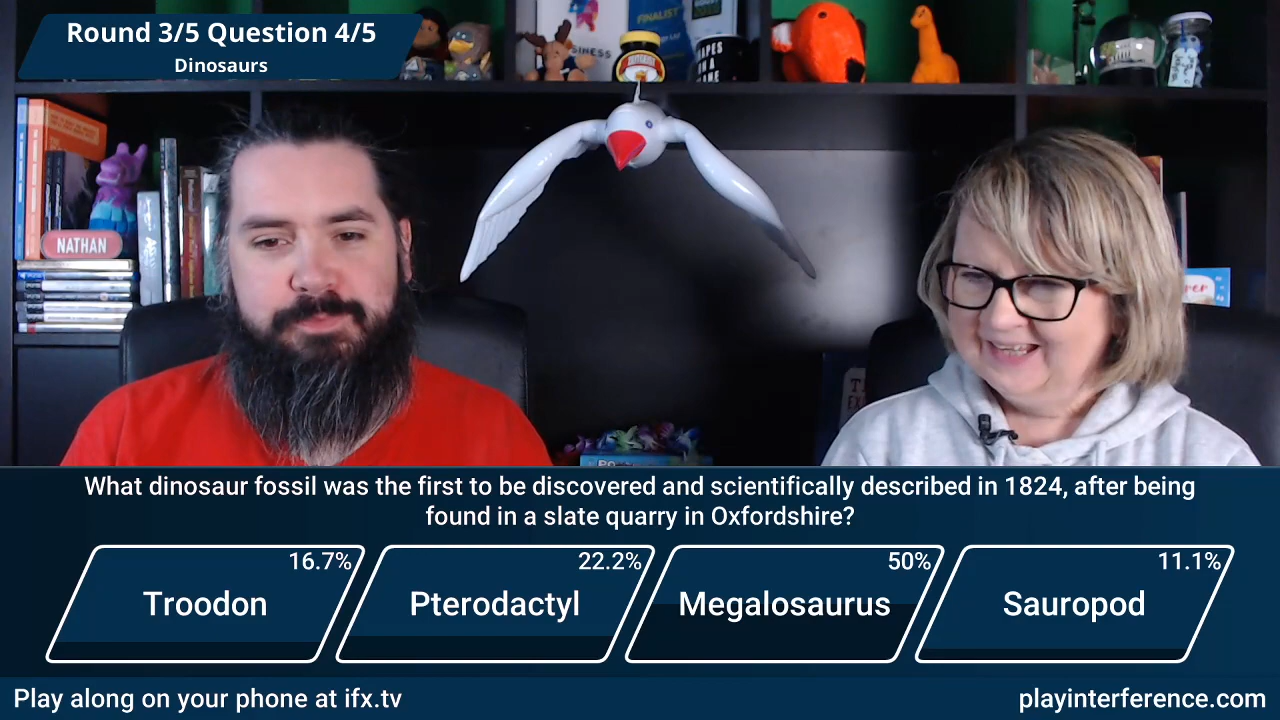 Round 3/5 Question 4/5
Dinosaurs
FINALIST
NATHAN
What dinosaur fossil was the first to be discovered and scientifically described in 1824, after being
found in a slate quarry in Oxfordshire?
16.7%
Troodon
22.2%
Pterodactyl
50%
Megalosaurus
11.1%
Sauropod
Play along on your phone at ifx.tv
playinterference.com